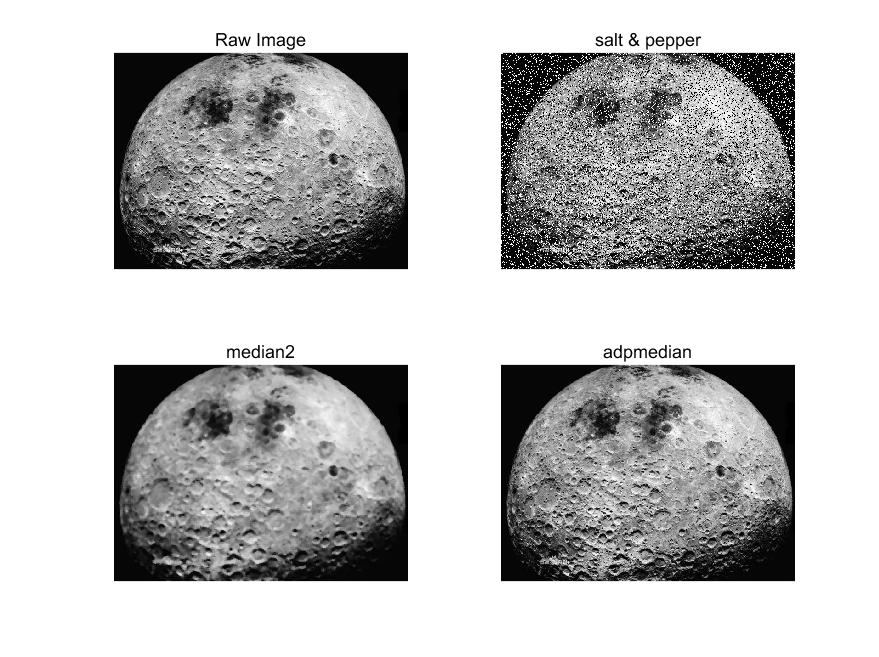 Raw Image
salt & pepper
median2
adpmedian